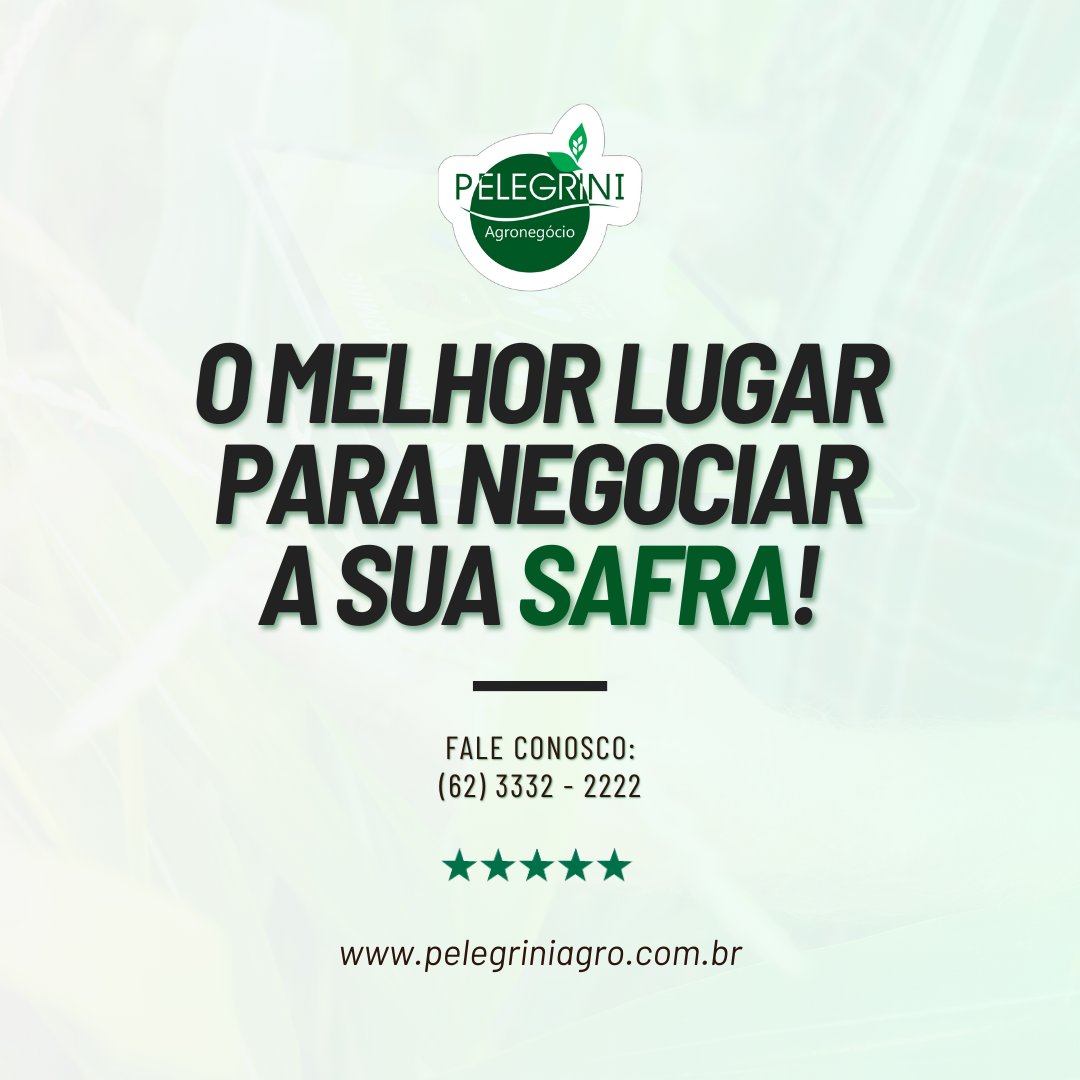 PELEGRINI
Agronegócio
O MELHOR LUGAR
PARA NEGOCIAR
A SUA SAFRA!
FALE CONOSCO:
(62) 3332 - 2222
www.pelegriniagro.com.br